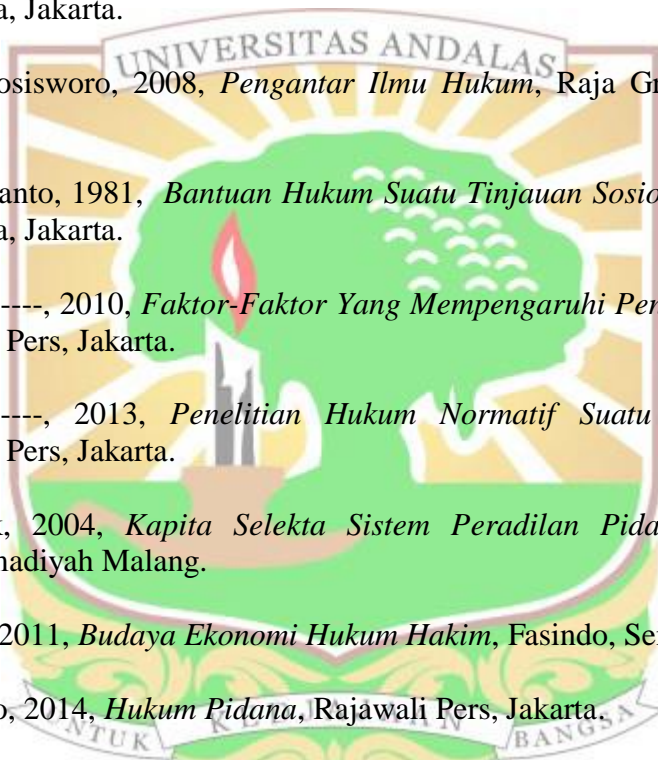 a, Jakarta.
UNIVERSITAS ANDALAS
osisworo, 2008, Pengantar Ilmu Hukum, Raja Gr
anto, 1981, Bantuan Hukum Suatu Tinjauan Sosio
a, Jakarta.
----, 2010, Faktor-Faktor Yang Mempengaruhi Pen
Pers, Jakarta.
----, 2013, Penelitian Hukum Normatif Suatu
Pers, Jakarta.
, 2004, Kapita Selekta Sistem Peradilan Pida
nadiyah Malang.
2011, Budaya Ekonomi Hukum Hakim, Fasindo, Se
o, 2014, Hukum Pidana, Rajawali Pers, Jakarta.
UNTUK BANGSA